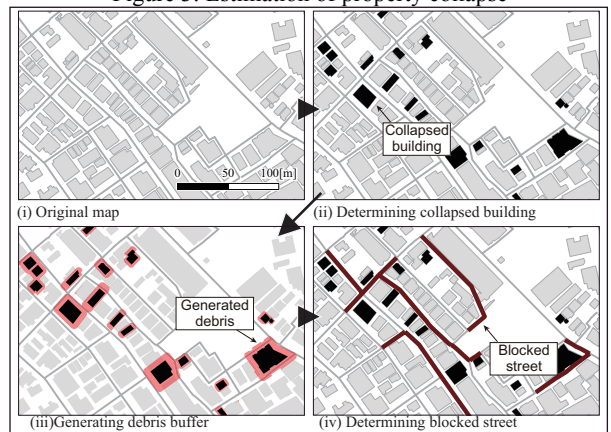 Figure 3: Estimation of property collapse
Collapsed
building
0 50 100[m]
(i) Original map
(ii) Determining collapsed building
Generated
debris
Blocked
street
(iii)Generating debris buffer
(iv) Determining blocked street